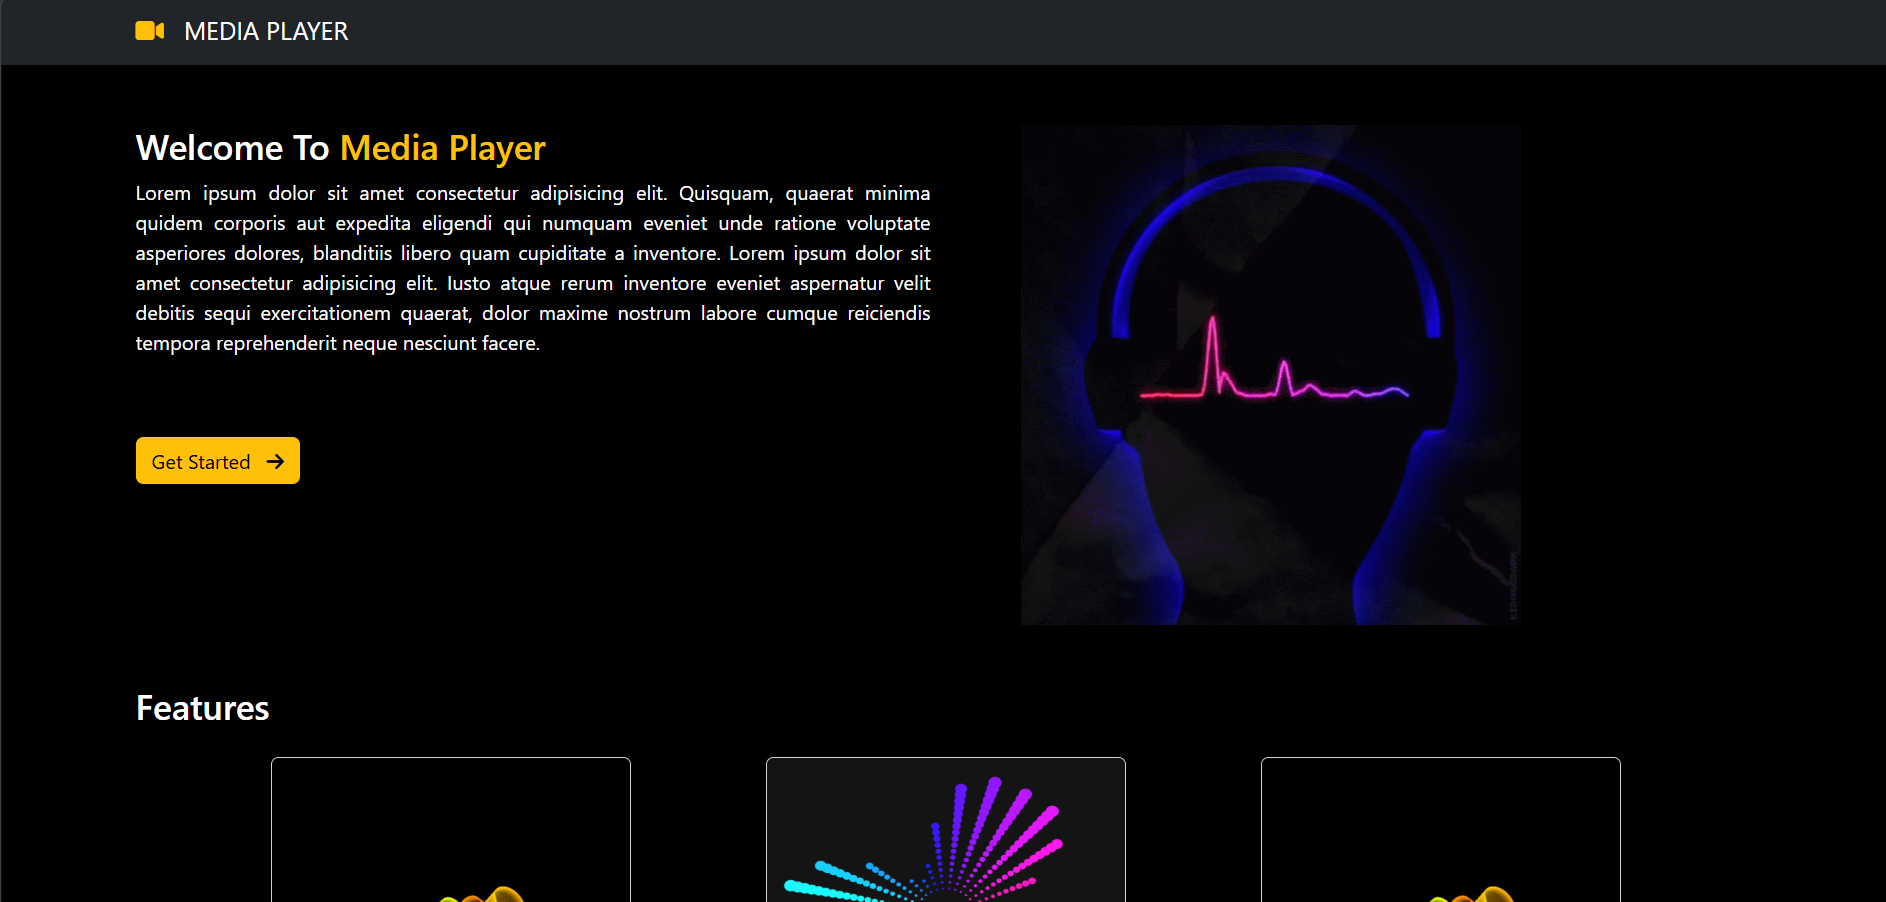 MEDIA PLAYER
Welcome To Media Player
Lorem ipsum dolor sit amet consectetur adipisicing elit. Quisquam, quaerat minima
quidem corporis aut expedita eligendi qui numquam eveniet unde ratione voluptate
asperiores dolores, blanditiis libero quam cupiditate a inventore. Lorem ipsum dolor sit
amet consectetur adipisicing elit. Iusto atque rerum inventore eveniet aspernatur velit
debitis sequi exercitationem quaerat, dolor maxime nostrum labore cumque reiciendis
tempora reprehenderit neque nesciunt facere.
Get Started
Features